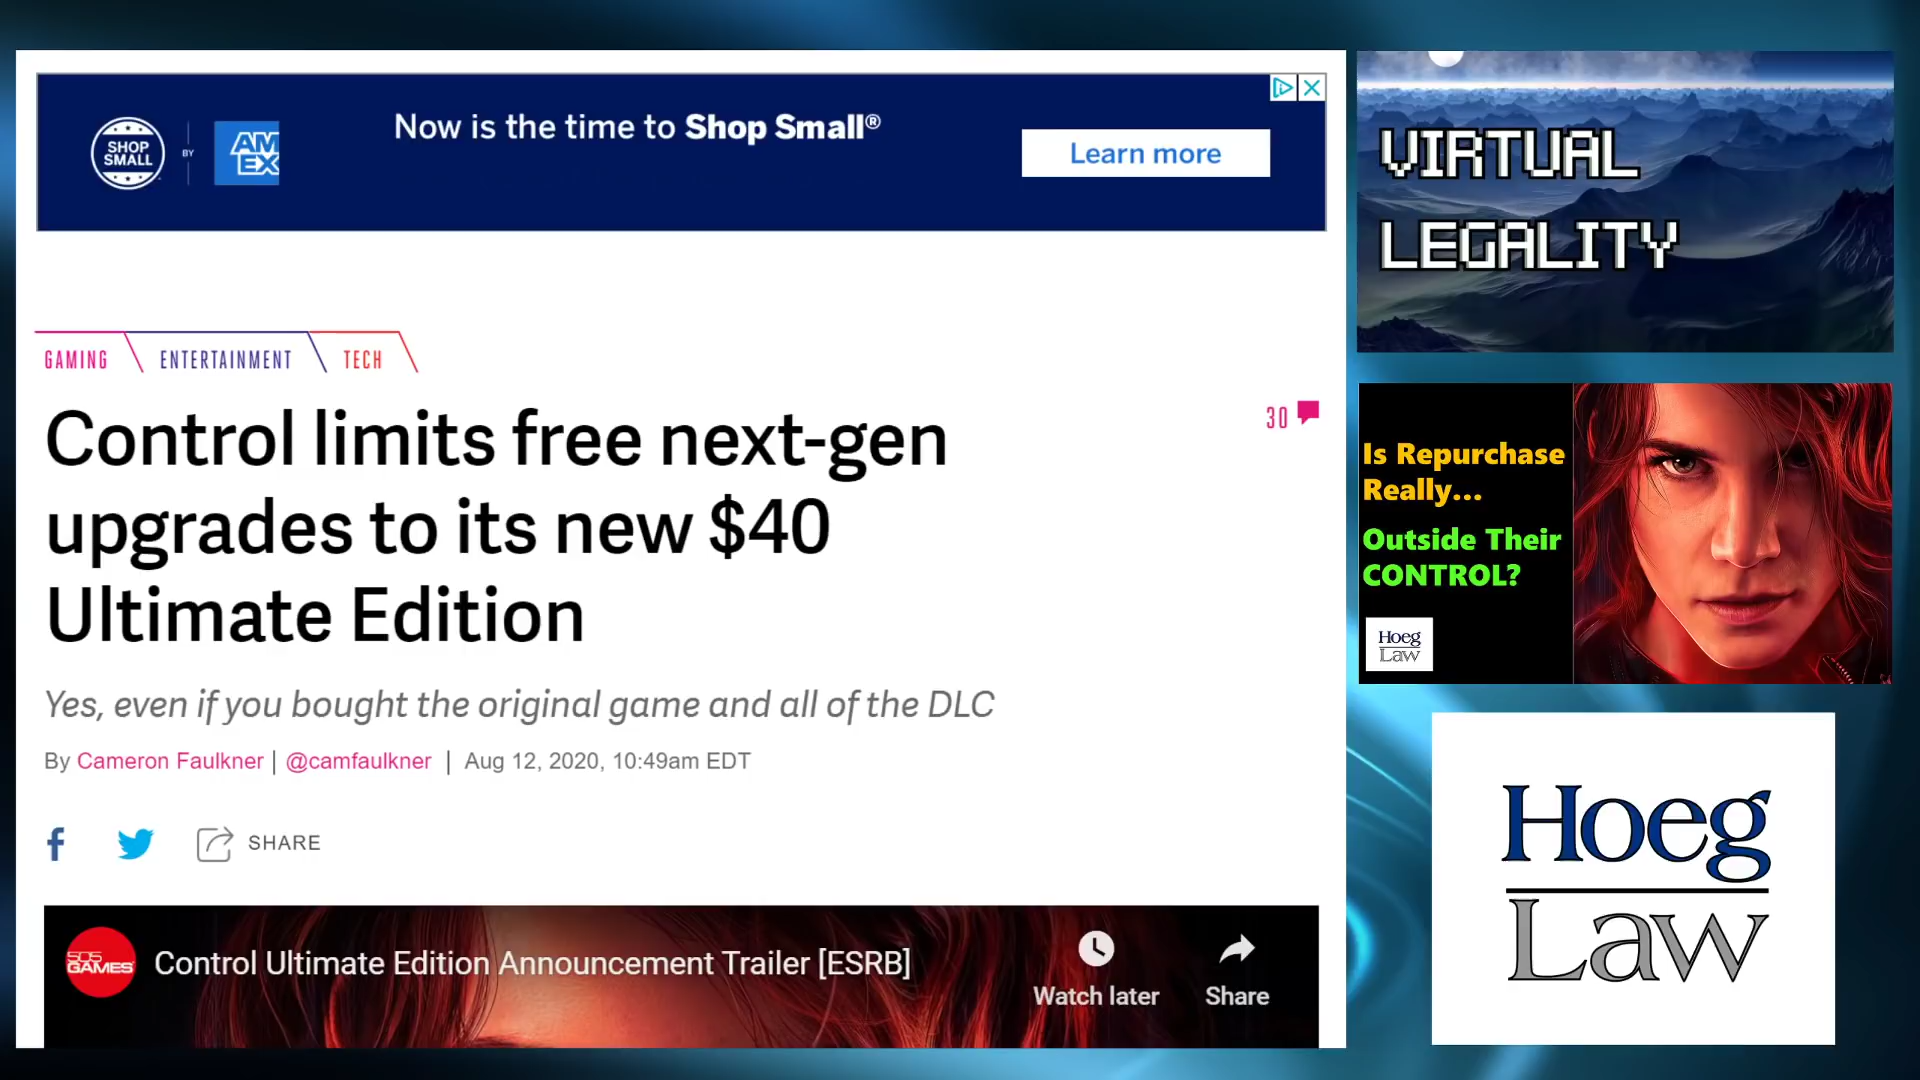 SHOP
SMALL
BY
AM
EX
Now is the time to Shop Small®
Learn more
GAMING
ENTERTAINMENT
TECH
Control limits free next-gen
upgrades to its new $40
Ultimate Edition
30
Yes, even if you bought the original game and all of the DLC
By Cameron Faulkner | @camfaulkner | Aug 12, 2020, 10:49am EDT
SHARE
505
GAMES
Control Ultimate Edition Announcement Trailer [ESRB]
Watch later
Share
VIRTUAL
LEGALITY
Is Repurchase
Really...
Outside Their
CONTROL?
Hoeg
Law
Hoeg
Law